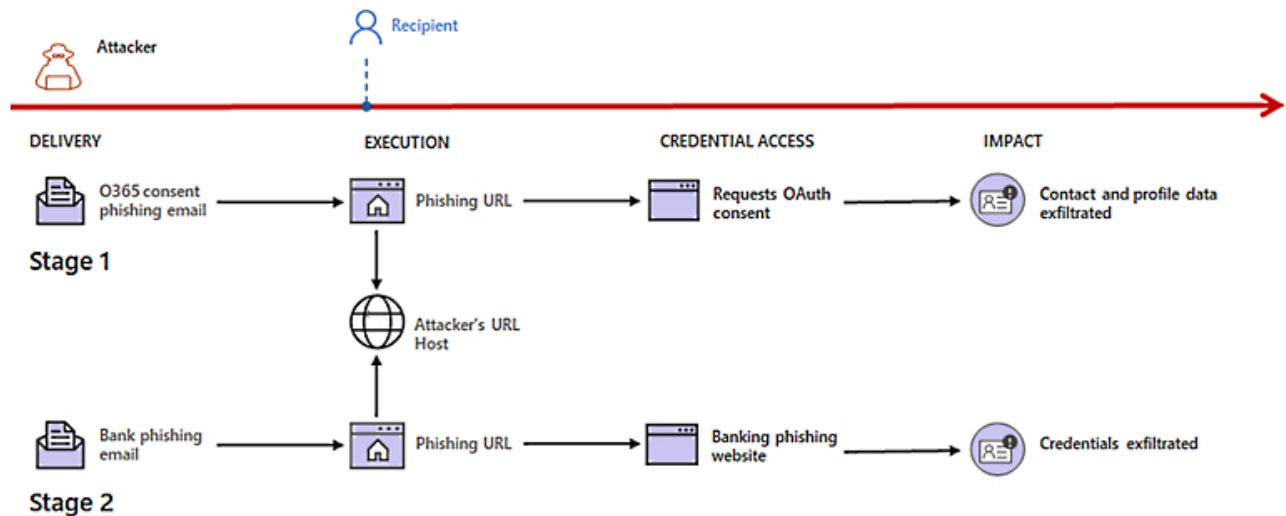 Attacker
Recipient
DELIVERY
EXECUTION
CREDENTIAL ACCESS
IMPACT
O365 consent
phishing email
Phishing URL
Requests OAuth
consent
Contact and profile data
exfiltrated
Stage 1
Attacker's URL
Host
Bank phishing
email
Phishing URL
Banking phishing
website
Credentials exfiltrated
Stage 2